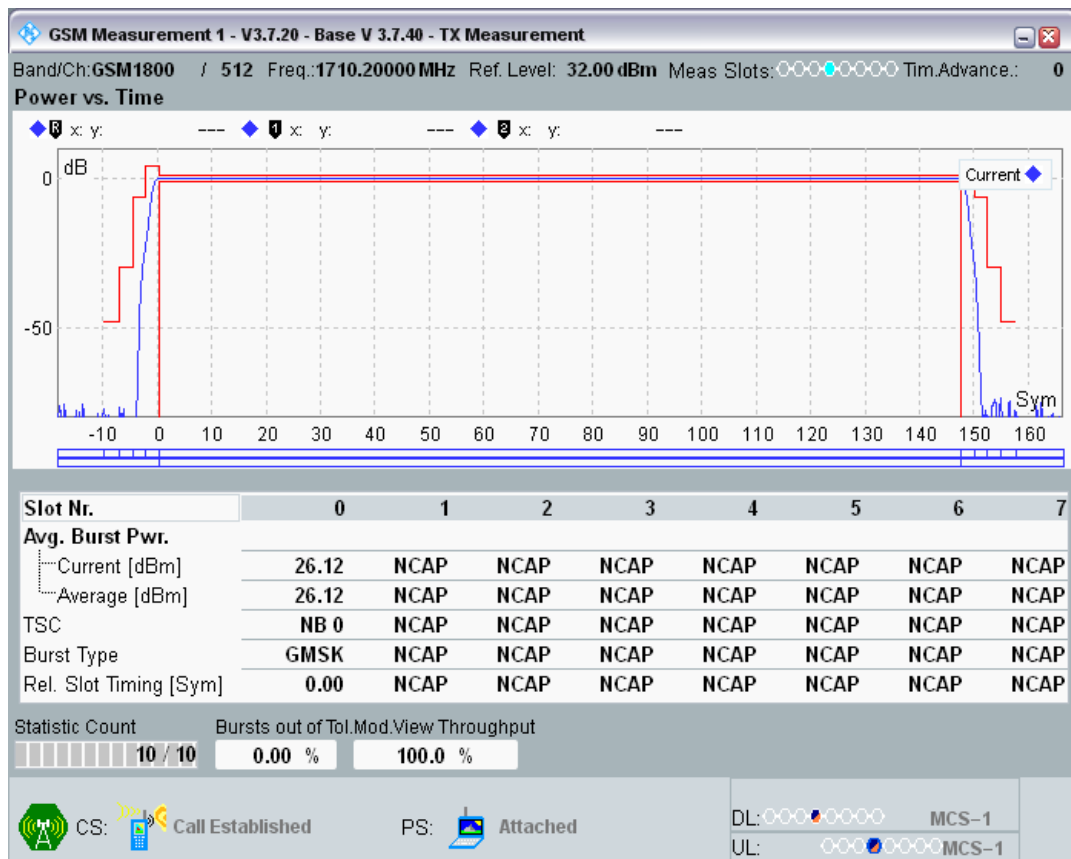 GSM Measurement 1 - V3.7.20 - Base V 3.7.40 - TX Measurement
Band/Ch:GSM1800 / 512 Freq.:1710.20000 MHz Ref. Level: 32.00 dBm Meas Slots: Tim.Advance.: 0
Power vs. Time
R x: y: --- 1 x: y: --- 2 x: y: ---
dB
Current
0
-50
Sym
-10 0 10 20 30 40 50 60 70 80 90 100 110 120 130 140 150 160
Slot Nr. 0 1 2 3 4 5 6 7
Avg. Burst Pwr.
Current [dBm] 26.12 NCAP NCAP NCAP NCAP NCAP NCAP NCAP
Average [dBm] 26.12 NCAP NCAP NCAP NCAP NCAP NCAP NCAP
TSC NB 0 NCAP NCAP NCAP NCAP NCAP NCAP NCAP
Burst Type GMSK NCAP NCAP NCAP NCAP NCAP NCAP NCAP
Rel. Slot Timing [Sym] 0.00 NCAP NCAP NCAP NCAP NCAP NCAP NCAP
Statistic Count Bursts out of Tol.Mod.View Throughput
10 / 10 0.00 % 100.0 %
CS: Call Established PS: Attached DL: MCS-1
UL: MCS-1